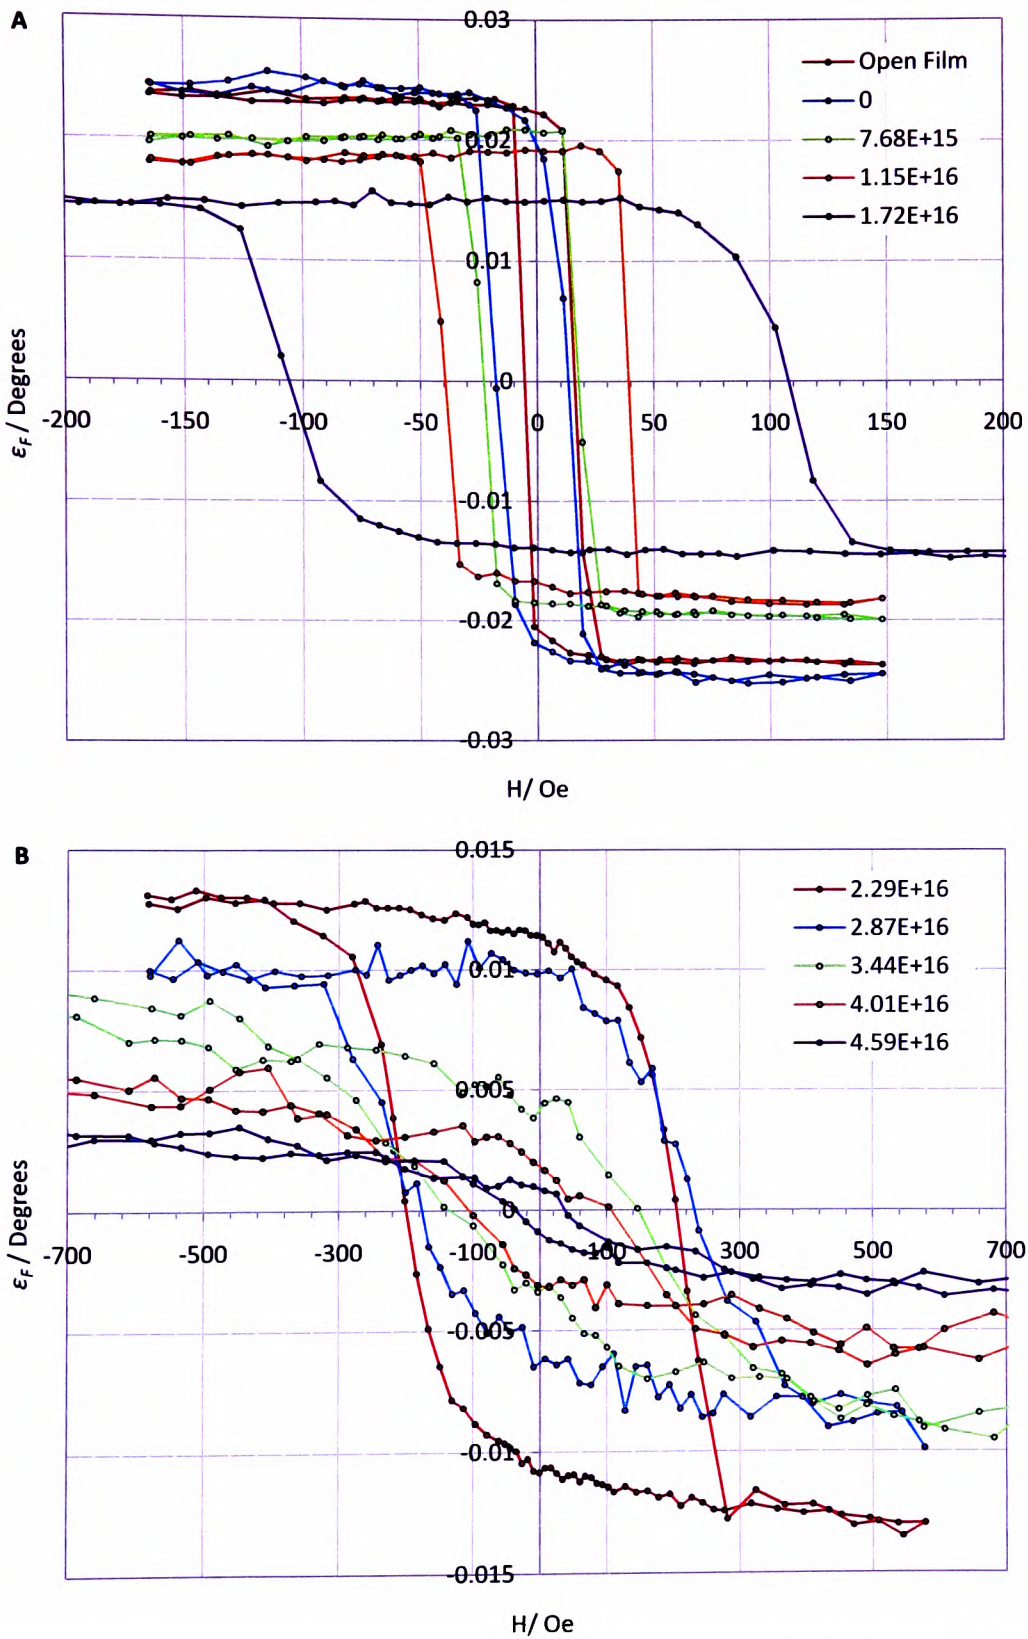 A
0.03
Open Film
0
7.68E+15
1.15E+16
1.72E+16
0.02
0.01
0
-200 -150 -100 -50 0 50 100 150 200
-0.01
-0.02
-0.03
εF / Degrees
H/ Oe
B
0.015
2.29E+16
2.87E+16
3.44E+16
4.01E+16
4.59E+16
0.01
0.005
0
-700 -500 -300 -100 100 300 500 700
-0.005
-0.01
-0.015
εF / Degrees
H/ Oe